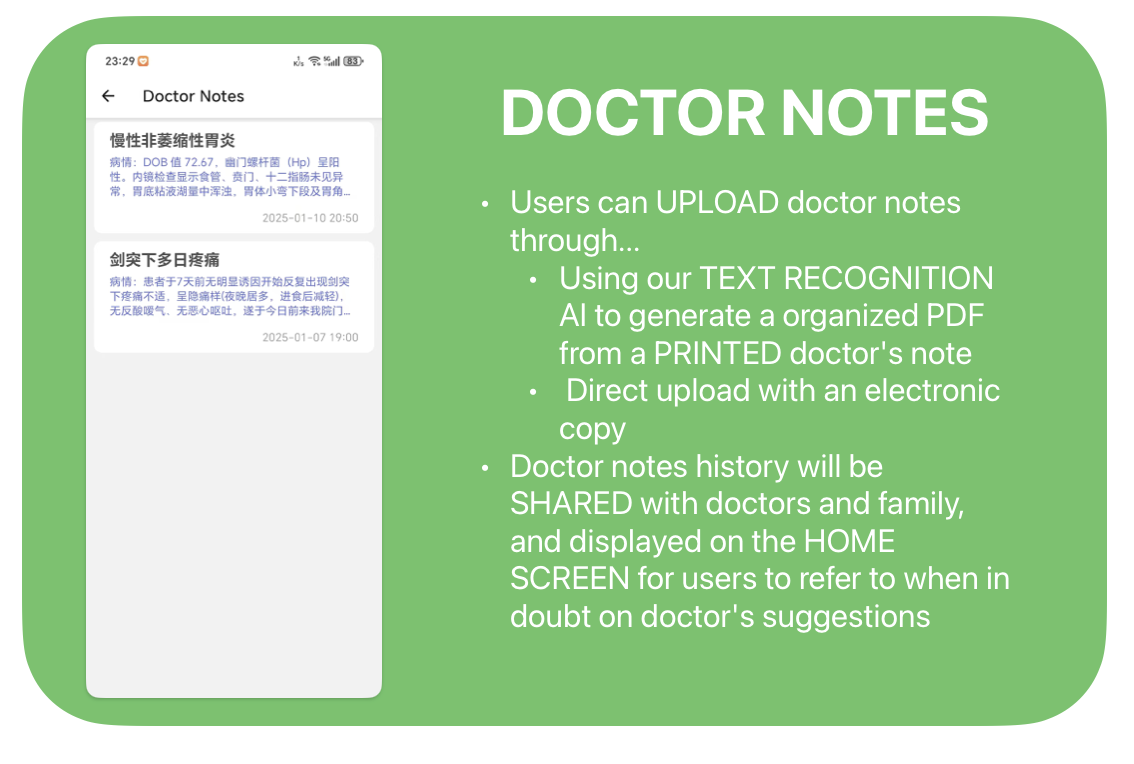 23:29
83
Doctor Notes
慢性非萎缩性胃炎
病情：DOB 值 72.67，幽门螺杆菌（Hp）呈阳
性。内镜检查显示食管、贲门、十二指肠未见异
常，胃底粘液湖量中浑浊，胃体小弯下段及胃角...
2025-01-10 20:50
剑突下多日疼痛
病情：患者于7天前无明显诱因开始反复出现剑突
下疼痛不适，呈隐痛样(夜晚居多，进食后减轻)，
无反酸嗳气、无恶心呕吐，遂于今日前来我院门...
2025-01-07 19:00
DOCTOR NOTES
• Users can UPLOAD doctor notes
through...
• Using our TEXT RECOGNITION
AI to generate a organized PDF
from a PRINTED doctor's note
• Direct upload with an electronic
copy
• Doctor notes history will be
SHARED with doctors and family,
and displayed on the HOME
SCREEN for users to refer to when in
doubt on doctor's suggestions